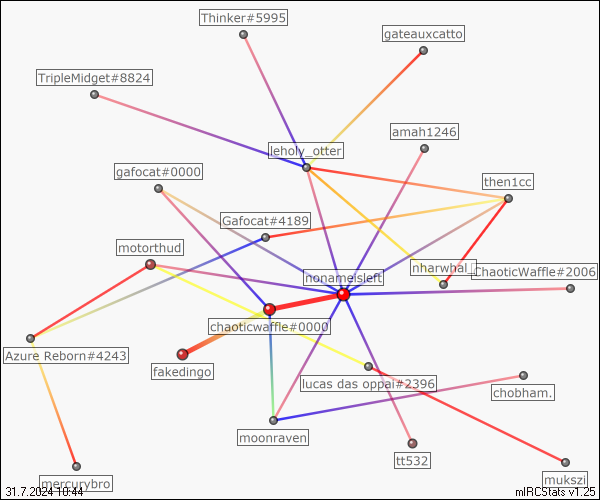 Thinker#5995
gateauxcatto
TripleMidget#8824
amah1246
leholy_otter
gafocat#0000
then1cc
Gafocat#4189
motorthud
nharwhal_
ChaoticWaffle#2006
nonameisleft
chaoticwaffle#0000
Azure Reborn#4243
fakedingo
lucas das oppai#2396
chobham.
moonraven
tt532
mukszi
mercurybro
31.7.2024 10:44
mIRCStats v1.25